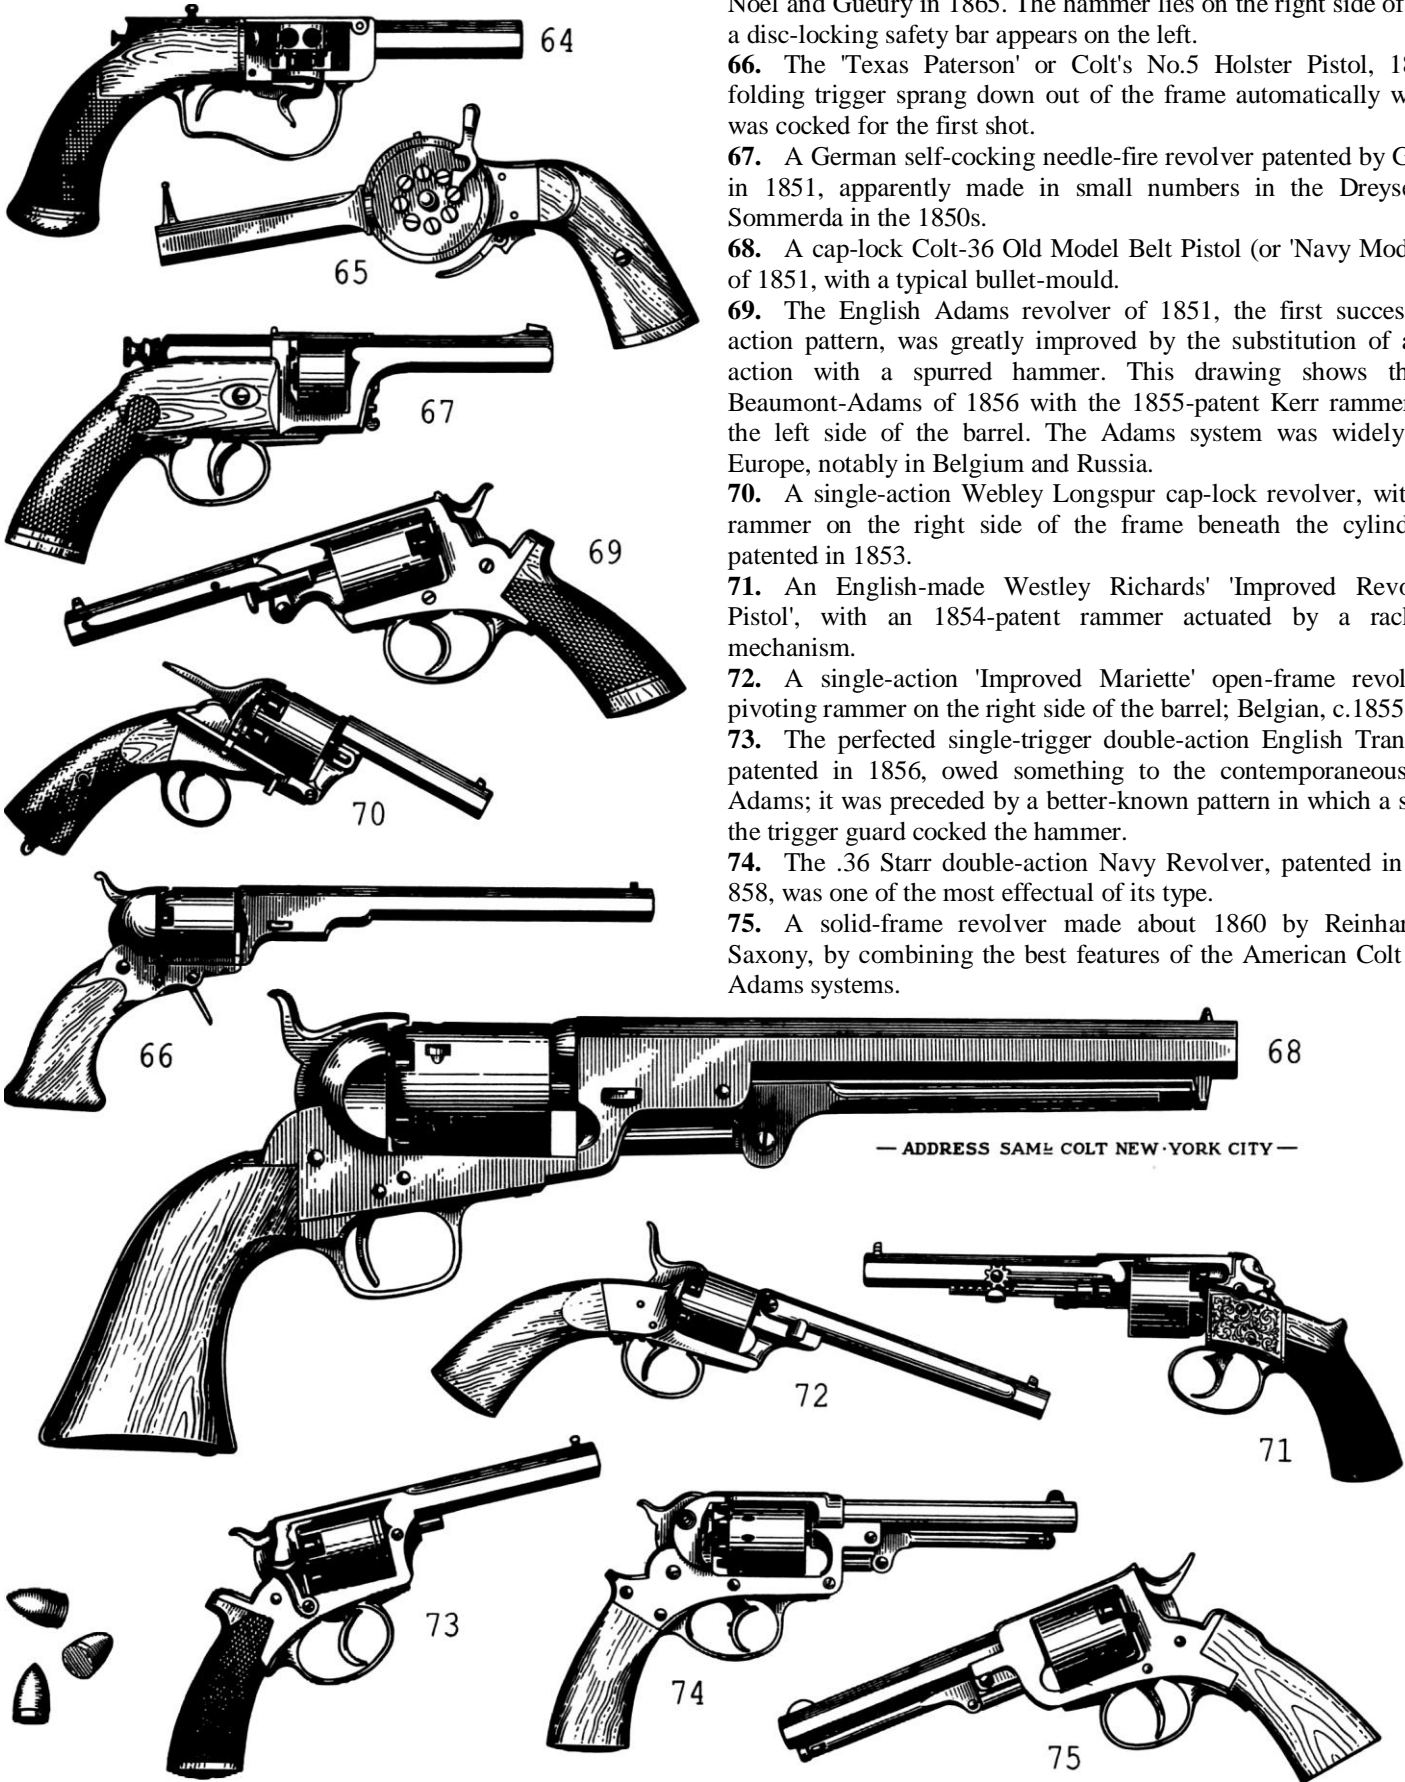 Noël and Gueury in 1865. The hammer lies on the right side of
a disc-locking safety bar appears on the left.
66. The 'Texas Paterson' or Colt's No.5 Holster Pistol, 18
folding trigger sprang down out of the frame automatically w
was cocked for the first shot.
67. A German self-cocking needle-fire revolver patented by G
in 1851, apparently made in small numbers in the Dreyse
Sommerda in the 1850s.
68. A cap-lock Colt-36 Old Model Belt Pistol (or 'Navy Mod
of 1851, with a typical bullet-mould.
69. The English Adams revolver of 1851, the first succes
action pattern, was greatly improved by the substitution of a
action with a spurred hammer. This drawing shows th
Beaumont-Adams of 1856 with the 1855-patent Kerr rammer
the left side of the barrel. The Adams system was widely
Europe, notably in Belgium and Russia.
70. A single-action Webley Longspur cap-lock revolver, wit
rammer on the right side of the frame beneath the cylind
patented in 1853.
71. An English-made Westley Richards' 'Improved Revo
Pistol', with an 1854-patent rammer actuated by a rac
mechanism.
72. A single-action 'Improved Mariette' open-frame revol
pivoting rammer on the right side of the barrel; Belgian, c.1855
73. The perfected single-trigger double-action English Tran
patented in 1856, owed something to the contemporaneous
Adams; it was preceded by a better-known pattern in which a s
the trigger guard cocked the hammer.
74. The .36 Starr double-action Navy Revolver, patented in
858, was one of the most effectual of its type.
75. A solid-frame revolver made about 1860 by Reinhar
Saxony, by combining the best features of the American Colt
Adams systems.
64
65
67
69
70
66
68
— ADDRESS SAML COLT NEW·YORK CITY —
72
71
73
74
75